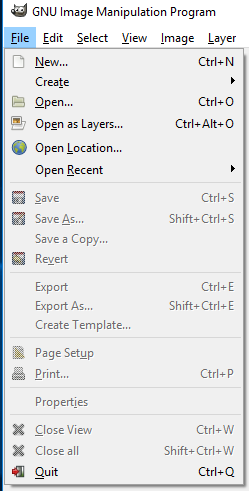 GNU Image Manipulation Program
File Edit Select View Image Layer
New... Ctrl+N
Create
Open... Ctrl+O
Open as Layers... Ctrl+Alt+O
Open Location...
Open Recent
Save Ctrl+S
Save As... Shift+Ctrl+S
Save a Copy...
Revert
Export Ctrl+E
Export As... Shift+Ctrl+E
Create Template...
Page Setup
Print... Ctrl+P
Properties
Close View Ctrl+W
Close all Shift+Ctrl+W
Quit Ctrl+Q